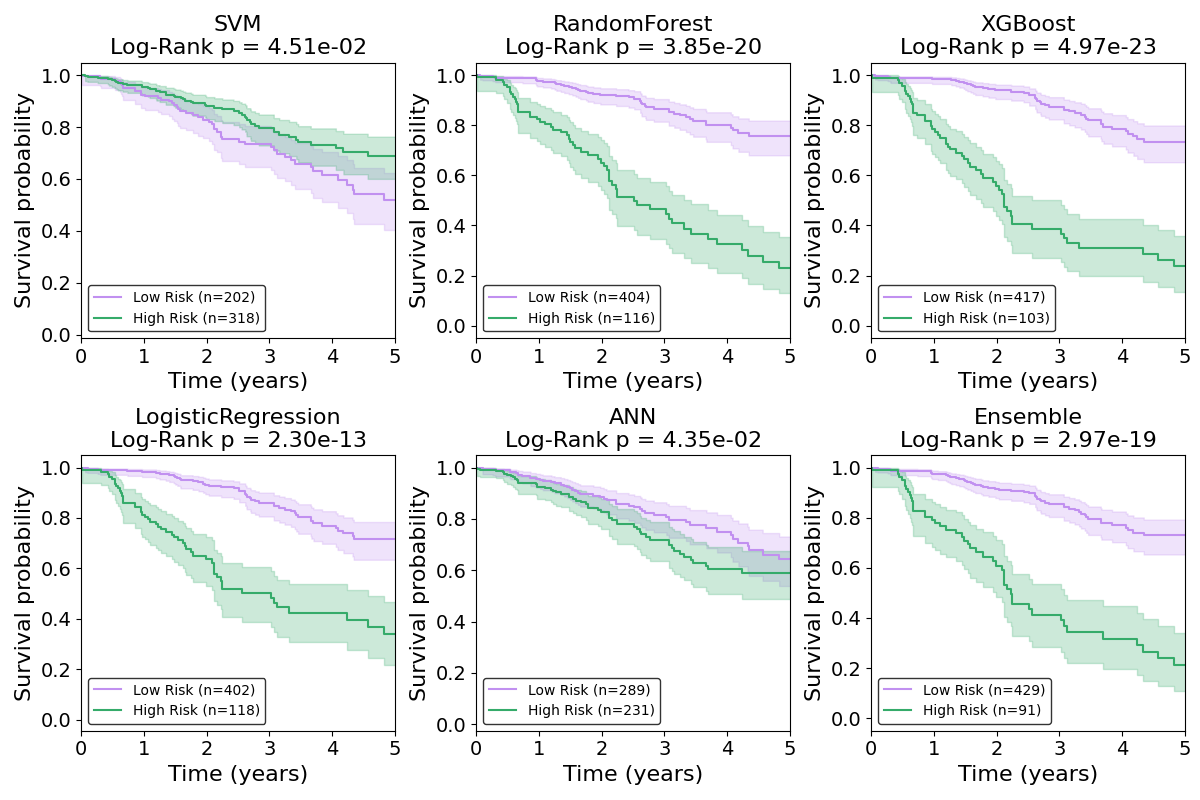 SVM
Log-Rank p = 4.51e-02
Survival probability
1.0
0.8
0.6
0.4
0.2
0.0
Low Risk (n=202)
High Risk (n=318)
0 1 2 3 4 5
Time (years)
RandomForest
Log-Rank p = 3.85e-20
Survival probability
1.0
0.8
0.6
0.4
0.2
0.0
Low Risk (n=404)
High Risk (n=116)
0 1 2 3 4 5
Time (years)
XGBoost
Log-Rank p = 4.97e-23
Survival probability
1.0
0.8
0.6
0.4
0.2
0.0
Low Risk (n=417)
High Risk (n=103)
0 1 2 3 4 5
Time (years)
LogisticRegression
Log-Rank p = 2.30e-13
Survival probability
1.0
0.8
0.6
0.4
0.2
0.0
Low Risk (n=402)
High Risk (n=118)
0 1 2 3 4 5
Time (years)
ANN
Log-Rank p = 4.35e-02
Survival probability
1.0
0.8
0.6
0.4
0.2
0.0
Low Risk (n=289)
High Risk (n=231)
0 1 2 3 4 5
Time (years)
Ensemble
Log-Rank p = 2.97e-19
Survival probability
1.0
0.8
0.6
0.4
0.2
0.0
Low Risk (n=429)
High Risk (n=91)
0 1 2 3 4 5
Time (years)